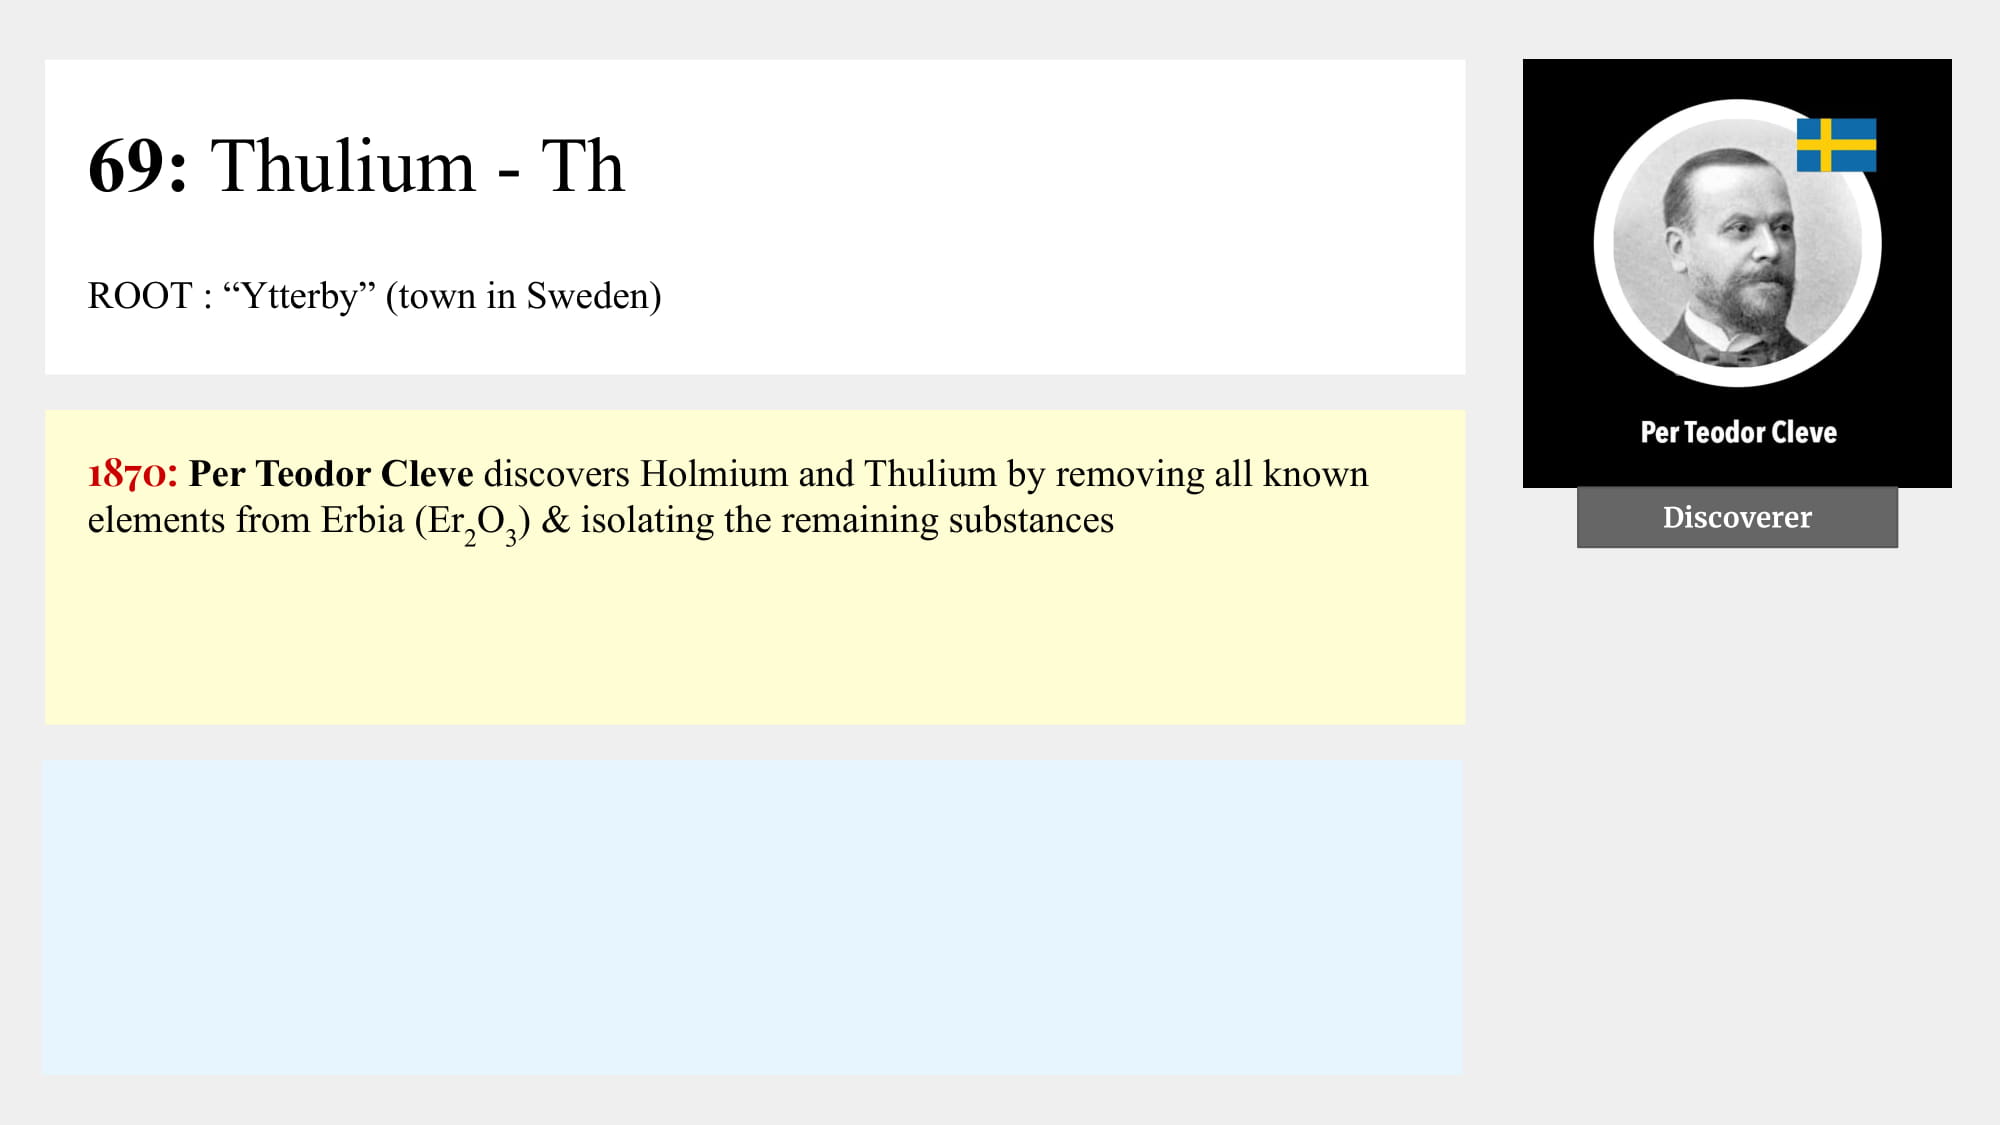 69: Thulium - Th
ROOT : “Ytterby” (town in Sweden)
1870: Per Teodor Cleve discovers Holmium and Thulium by removing all known
elements from Erbia (Er₂O₃) & isolating the remaining substances
Per Teodor Cleve
Discoverer